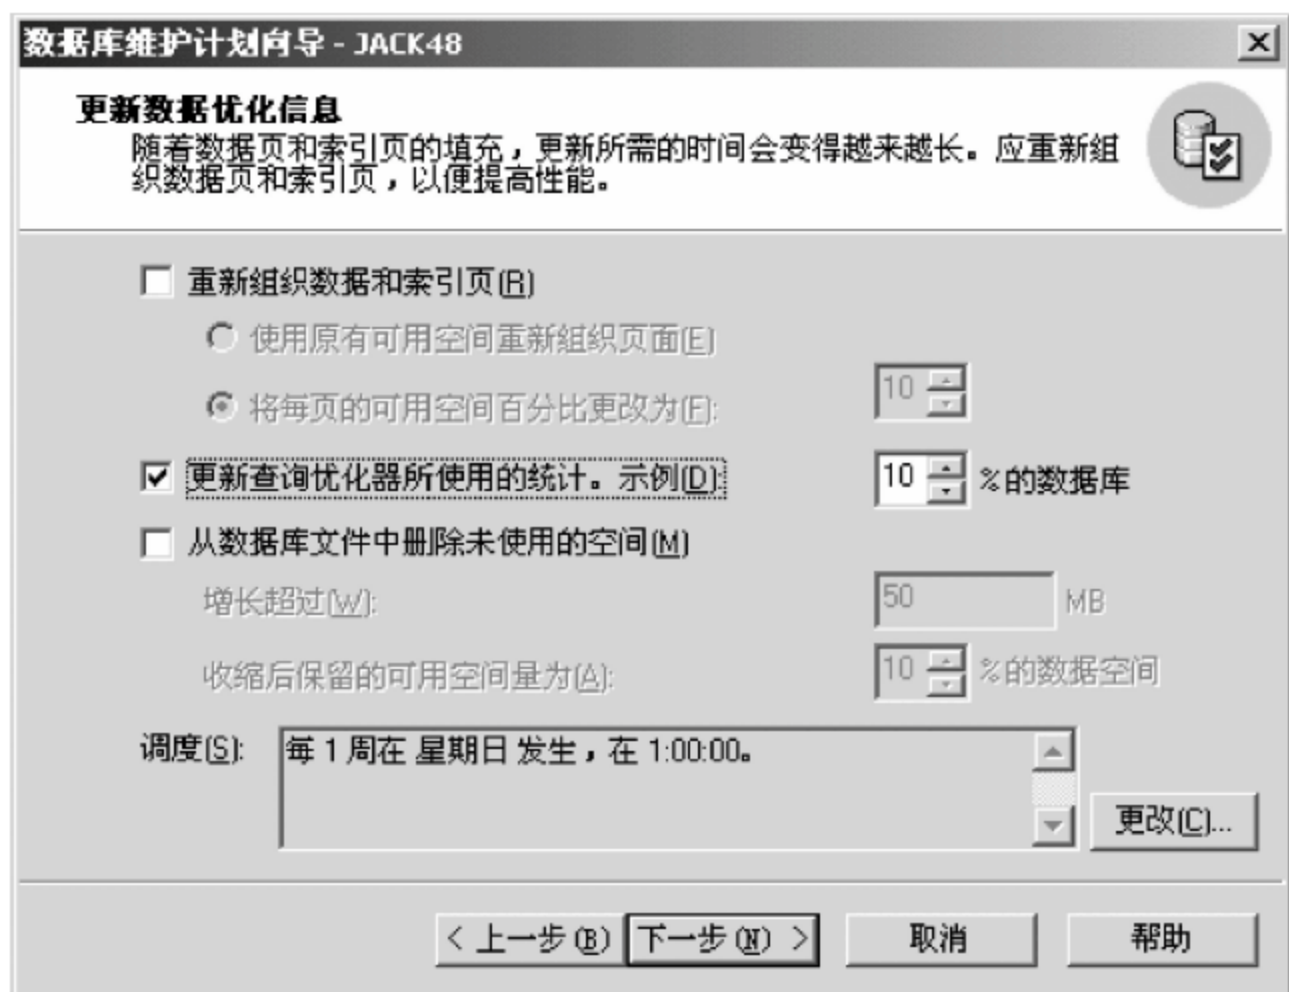 数据库维护计划向导 - JACK48
更新数据优化信息
随着数据页和索引页的填充，更新所需的时间会变得越来越长。应重新组
织数据页和索引页，以便提高性能。
重新组织数据和索引页(R)
使用原有可用空间重新组织页面(E)
将每页的可用空间百分比更改为(F): 10
更新查询优化器所使用的统计。示例(D): 10 %的数据库
从数据库文件中删除未使用的空间(M)
增长超过(W): 50 MB
收缩后保留的可用空间量为(A): 10 %的数据空间
调度(S): 每 1 周在 星期日 发生，在 1:00:00。
更改(C)...
< 上一步(B) 下一步(N) > 取消 帮助